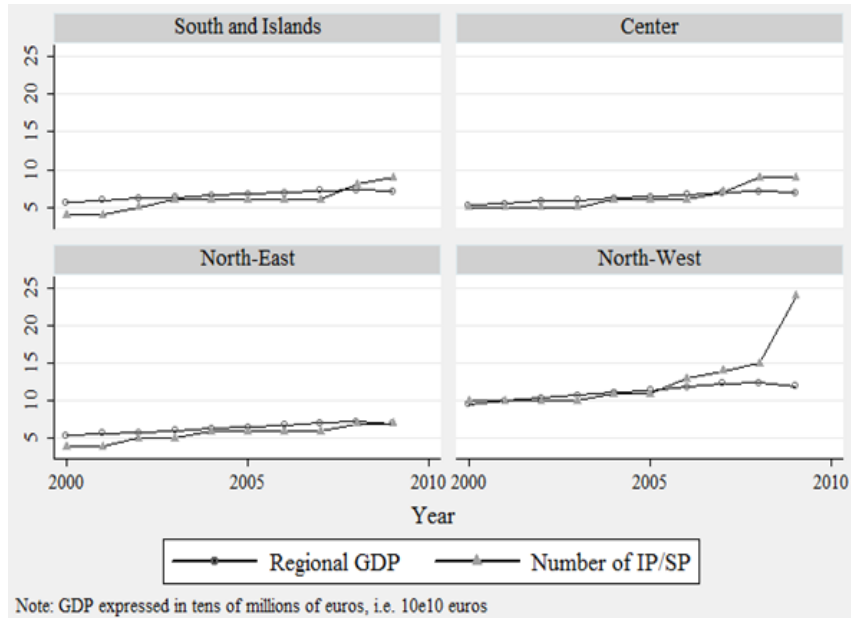 South and Islands
Center
25
20
15
10
5
North-East
North-West
25
20
15
10
5
2000
2005
2010
2000
2005
2010
Year
Regional GDP
Number of IP/SP
Note: GDP expressed in tens of millions of euros, i.e. 10e10 euros